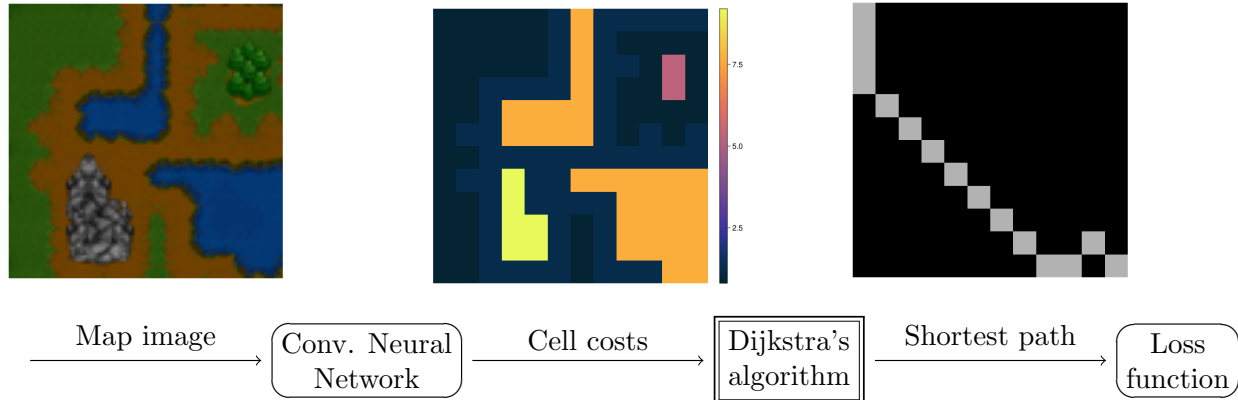 7.5
5.0
2.5
Map image
Conv. Neural
Network
Cell costs
Dijkstra's
algorithm
Shortest path
Loss
function